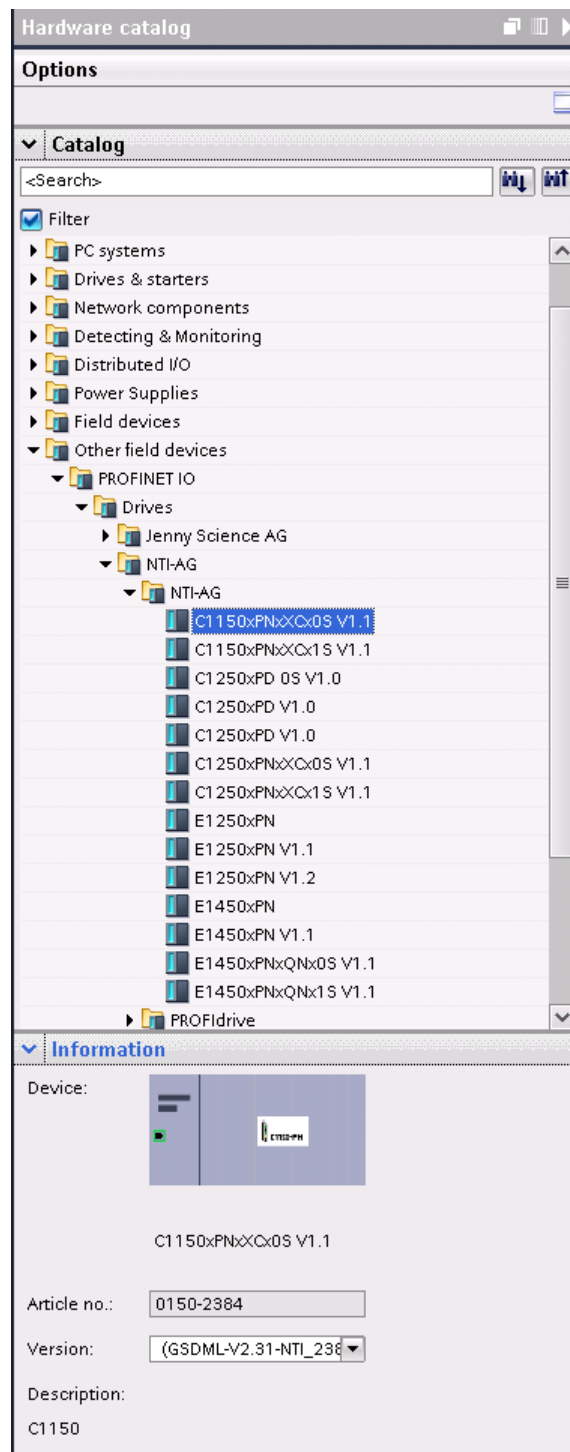 Hardware catalog
Options
Catalog
<Search>
Filter
PC systems
Drives & starters
Network components
Detecting & Monitoring
Distributed I/O
Power Supplies
Field devices
Other field devices
PROFINET IO
Drives
Jenny Science AG
NTI-AG
NTI-AG
C1150xPNxXCx0S V1.1
C1150xPNxXCx1S V1.1
C1250xPD 0S V1.0
C1250xPD V1.0
C1250xPD V1.0
C1250xPNxXCx0S V1.1
C1250xPNxXCx1S V1.1
E1250xPN
E1250xPN V1.1
E1250xPN V1.2
E1450xPN
E1450xPN V1.1
E1450xPNxQNx0S V1.1
E1450xPNxQNx1S V1.1
PROFIdrive
Information
Device:
C1150-PN
C1150xPNxXCx0S V1.1
Article no.: 0150-2384
Version: (GSDML-V2.31-NTI_238
Description:
C1150